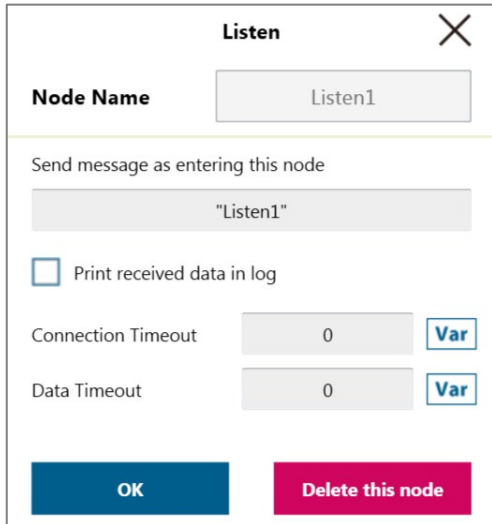 Listen
Node Name Listen1
Send message as entering this node
"Listen1"
Print received data in log
Connection Timeout 0 Var
Data Timeout 0 Var
OK Delete this node